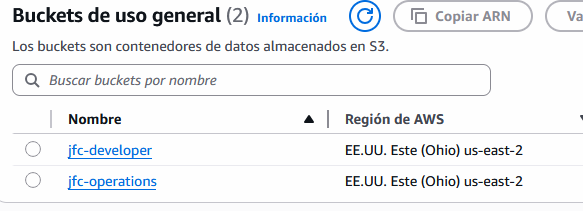 Buckets de uso general (2) Información Copiar ARN
Los buckets son contenedores de datos almacenados en S3.
Buscar buckets por nombre
Nombre Región de AWS
jfc-developer EE.UU. Este (Ohio) us-east-2
jfc-operations EE.UU. Este (Ohio) us-east-2